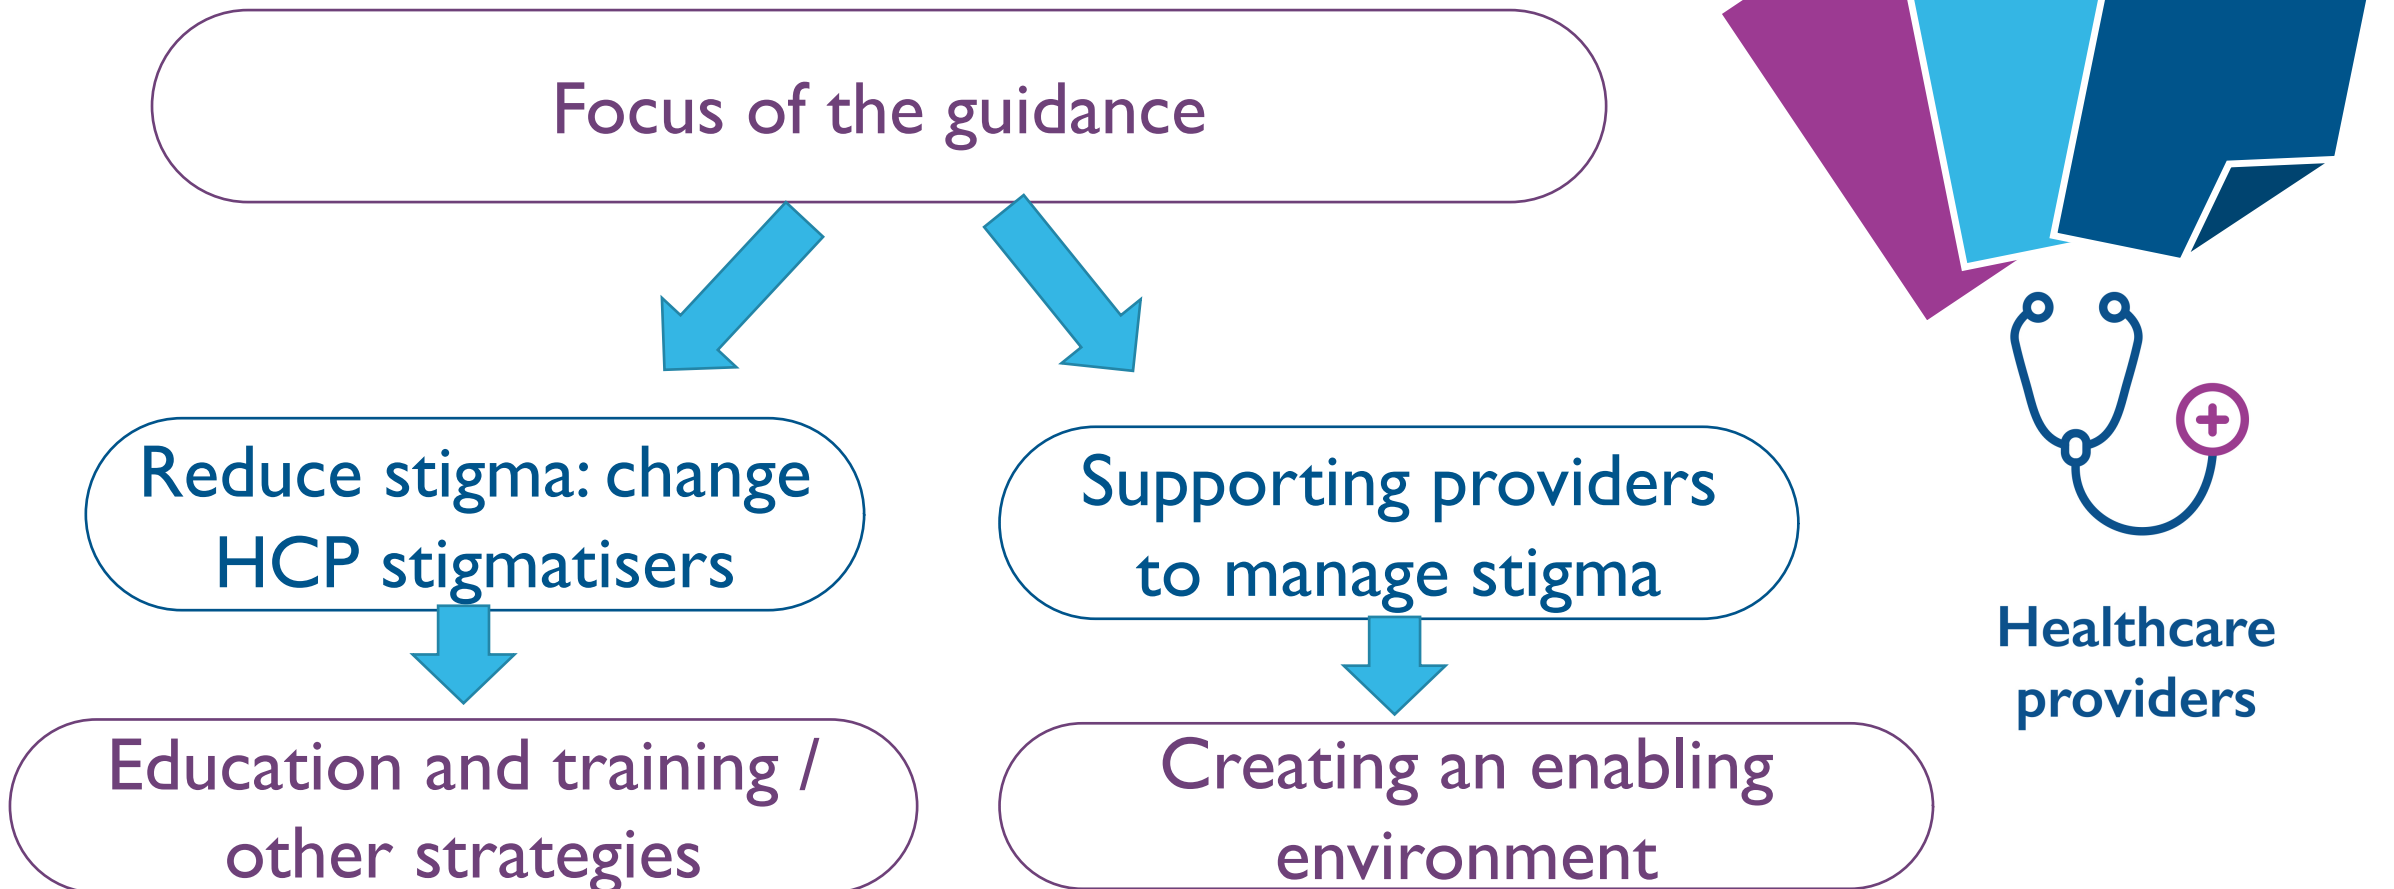 Focus of the guidance
Reduce stigma: change
HCP stigmatisers
Supporting providers
to manage stigma
Healthcare
providers
Education and training /
other strategies
Creating an enabling
environment